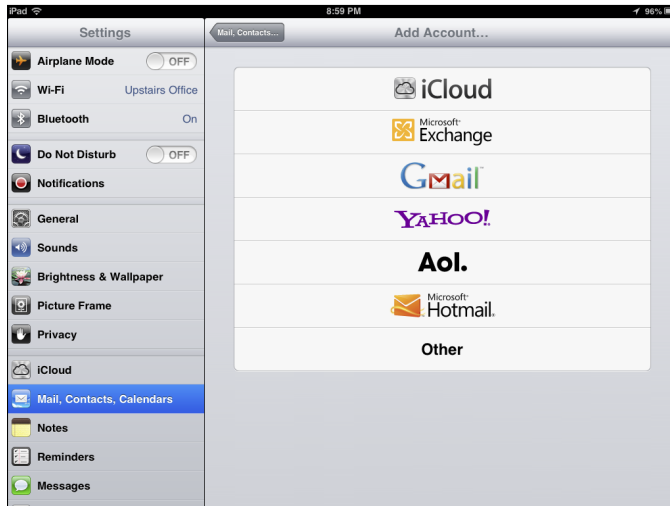 iPad 8:59 PM 96%
Settings
Mail, Contacts...
Add Account...
Airplane Mode OFF
Wi-Fi Upstairs Office
Bluetooth On
Do Not Disturb OFF
Notifications
General
Sounds
Brightness & Wallpaper
Picture Frame
Privacy
iCloud
Mail, Contacts, Calendars
Notes
Reminders
Messages
iCloud
Microsoft
Exchange
Gmail
YAHOO!
Aol.
Microsoft
Hotmail
Other